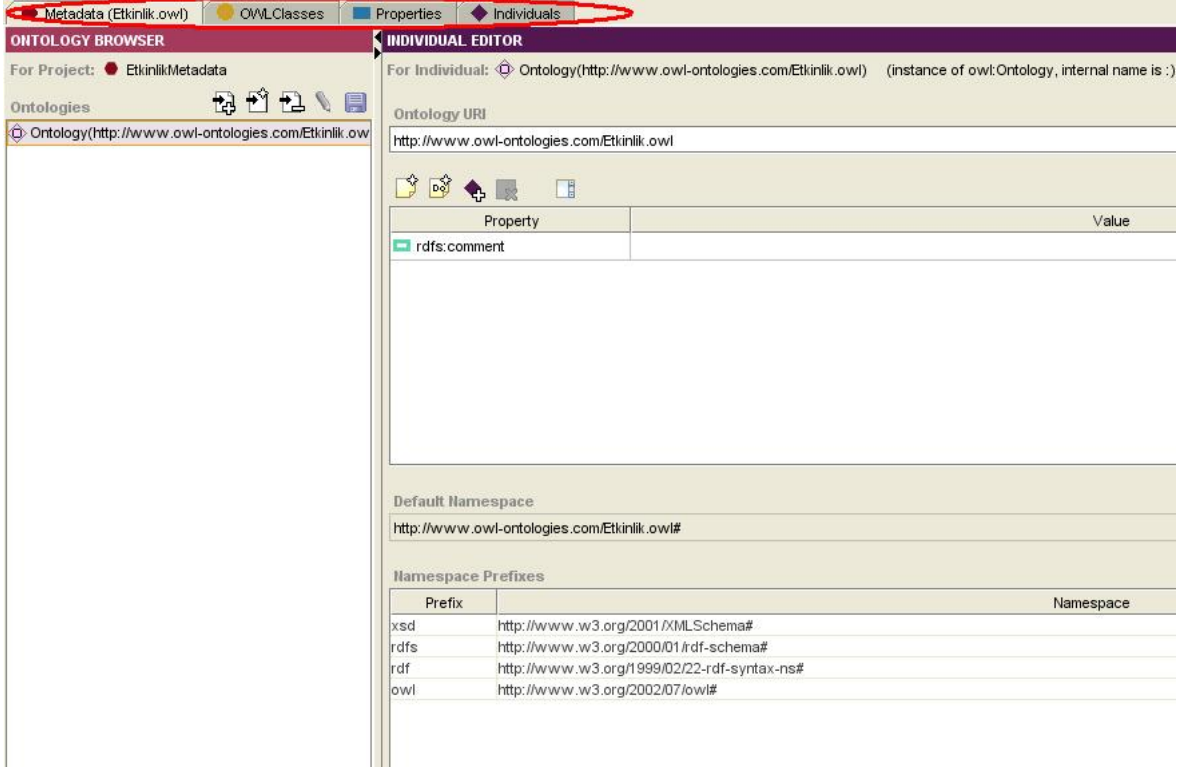 Metadata (Etkinlik.owl) OWLClasses Properties Individuals
ONTOLOGY BROWSER
For Project: EtkinlikMetadata
Ontologies
Ontology(http://www.owl-ontologies.com/Etkinlik.ow
INDIVIDUAL EDITOR
For Individual: Ontology(http://www.owl-ontologies.com/Etkinlik.owl) (instance of owl:Ontology, internal name is :)
Ontology URI
http://www.owl-ontologies.com/Etkinlik.owl
Property Value
rdfs:comment
Default Namespace
http://www.owl-ontologies.com/Etkinlik.owl#
Namespace Prefixes
Prefix Namespace
xsd http://www.w3.org/2001/XMLSchema#
rdfs http://www.w3.org/2000/01/rdf-schema#
rdf http://www.w3.org/1999/02/22-rdf-syntax-ns#
owl http://www.w3.org/2002/07/owl#